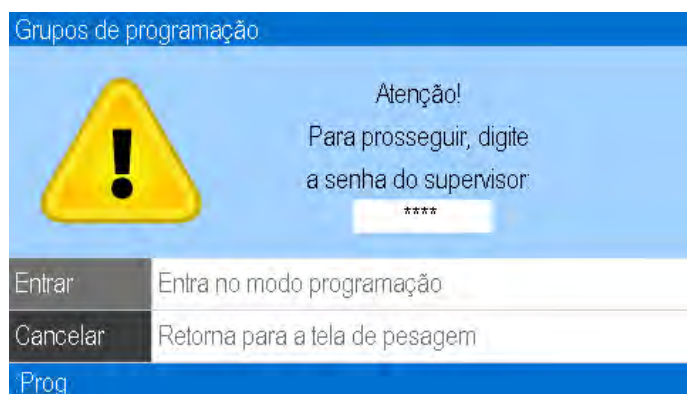 Grupos de programação
Atenção!
Para prosseguir, digite
a senha do supervisor:
****
Entrar Entra no modo programação
Cancelar Retorna para a tela de pesagem
Prog